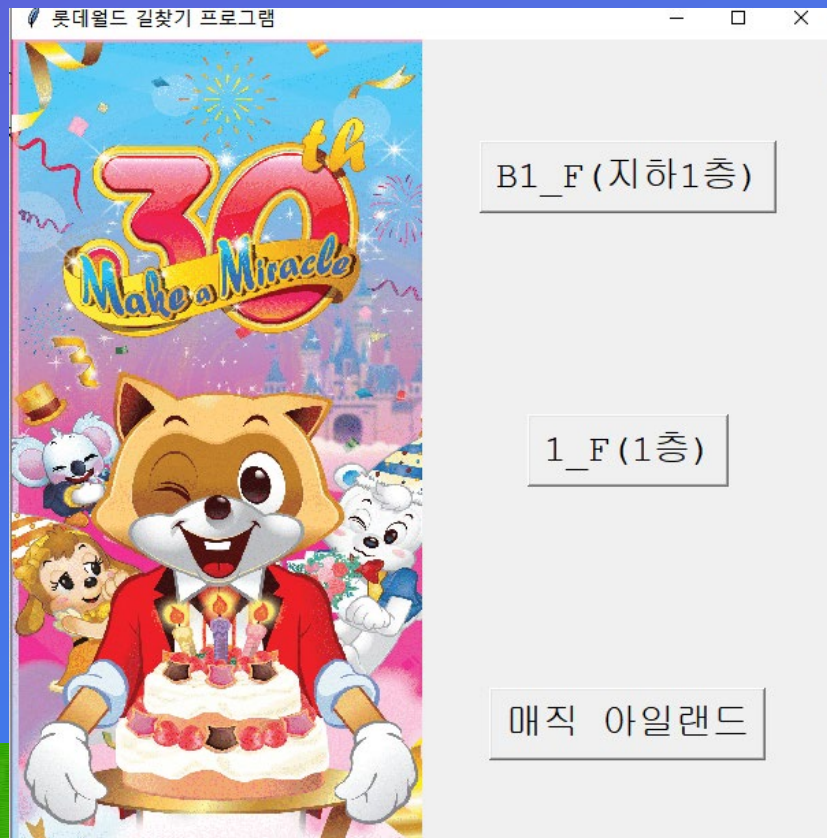 롯데월드 길찾기 프로그램
30th
Make a Miracle
B1_F(지하1층)
1_F(1층)
매직 아일랜드